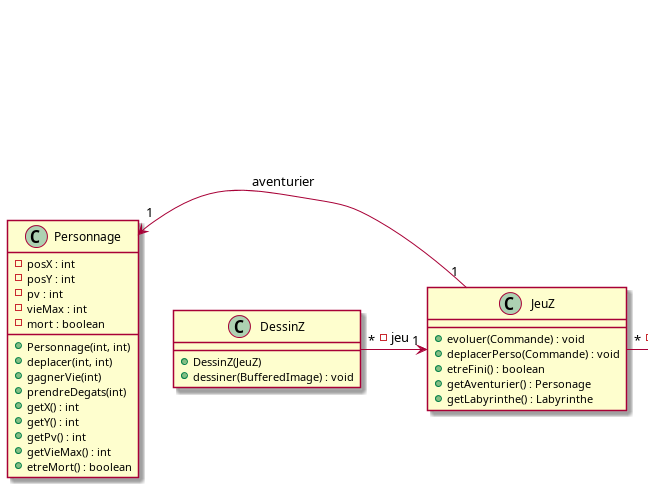 aventurier
1
1
C Personnage
posX : int
posY : int
pv : int
vieMax : int
mort : boolean
Personnage(int, int)
deplacer(int, int)
gagnerVie(int)
prendreDegats(int)
getX() : int
getY() : int
getPv() : int
getVieMax() : int
etreMort() : boolean
C DessinZ
DessinZ(JeuZ)
dessiner(BufferedImage) : void
* jeu 1
C JeuZ
evoluer(Commande) : void
deplacerPerso(Commande) : void
etreFini() : boolean
getAventurier() : Personage
getLabyrinthe() : Labyrinthe
*